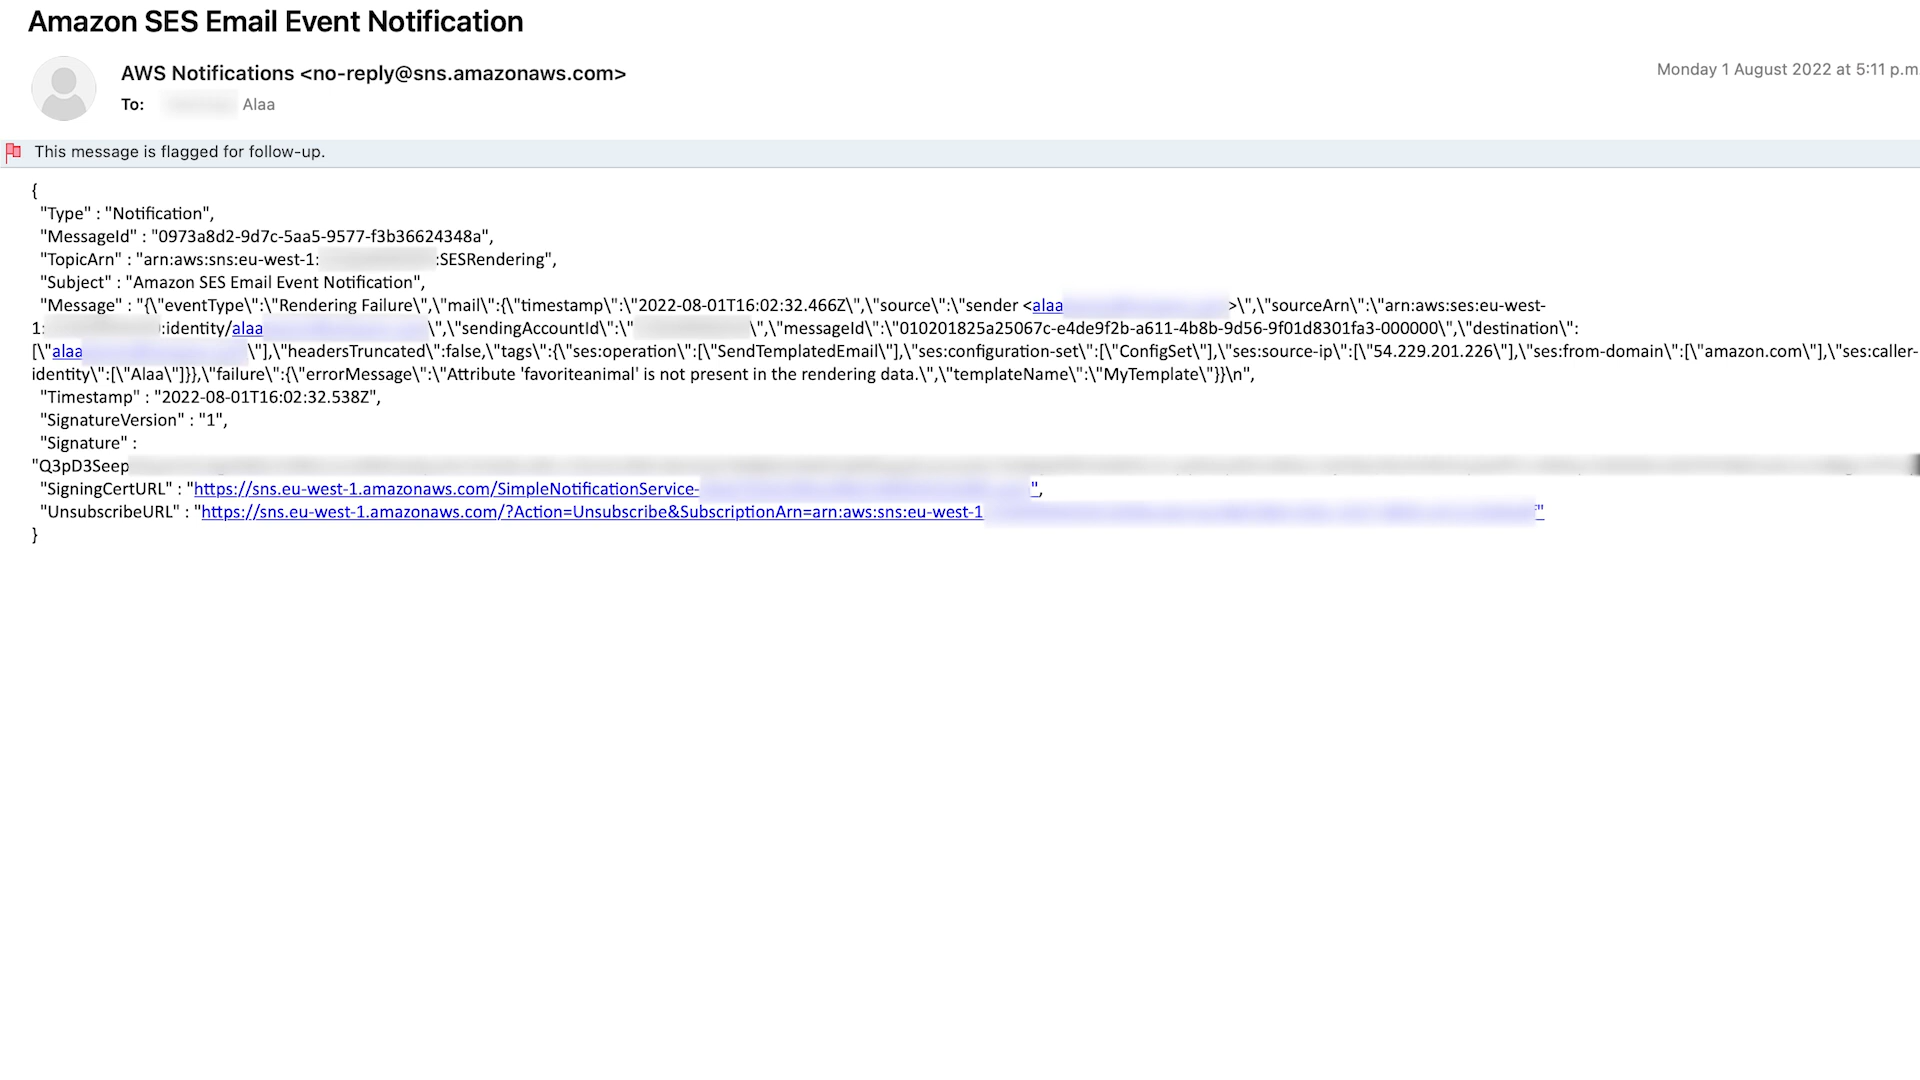 Amazon SES Email Event Notification
AWS Notifications <no-reply@sns.amazonaws.com>
Monday 1 August 2022 at 5:11 p.m
To: Alaa
This message is flagged for follow-up.
{
"Type" : "Notification",
"MessageId" : "0973a8d2-9d7c-5aa5-9577-f3b36624348a",
"TopicArn" : "arn:aws:sns:eu-west-1: :SESRendering",
"Subject" : "Amazon SES Email Event Notification",
"Message" : "{\"eventType\":\"Rendering Failure\",\"mail\":{\"timestamp\":\"2022-08-01T16:02:32.466Z\",\"source\":\"sender <alaa >\",\"sourceArn\":\"arn:aws:ses:eu-west-
1: :identity/alaa \",\"sendingAccountId\":\" \",\"messageId\":\"010201825a25067c-e4de9f2b-a611-4b8b-9d56-9f01d8301fa3-000000\",\"destination\":
[\"alaa \"],\"headersTruncated\":false,\"tags\":{\"ses:operation\":[\"SendTemplatedEmail\"],\"ses:configuration-set\":[\"ConfigSet\"],\"ses:source-ip\":[\"54.229.201.226\"],\"ses:from-domain\":[\"amazon.com\"],\"ses:caller-
identity\":[\"Alaa\"]}},\"failure\":{\"errorMessage\":\"Attribute 'favoriteanimal' is not present in the rendering data.\",\"templateName\":\"MyTemplate\"}}\n",
"Timestamp" : "2022-08-01T16:02:32.538Z",
"SignatureVersion" : "1",
"Signature" :
"Q3pD3Seep
"SigningCertURL" : "https://sns.eu-west-1.amazonaws.com/SimpleNotificationService- ",
"UnsubscribeURL" : "https://sns.eu-west-1.amazonaws.com/?Action=Unsubscribe&SubscriptionArn=arn:aws:sns:eu-west-1 "
}